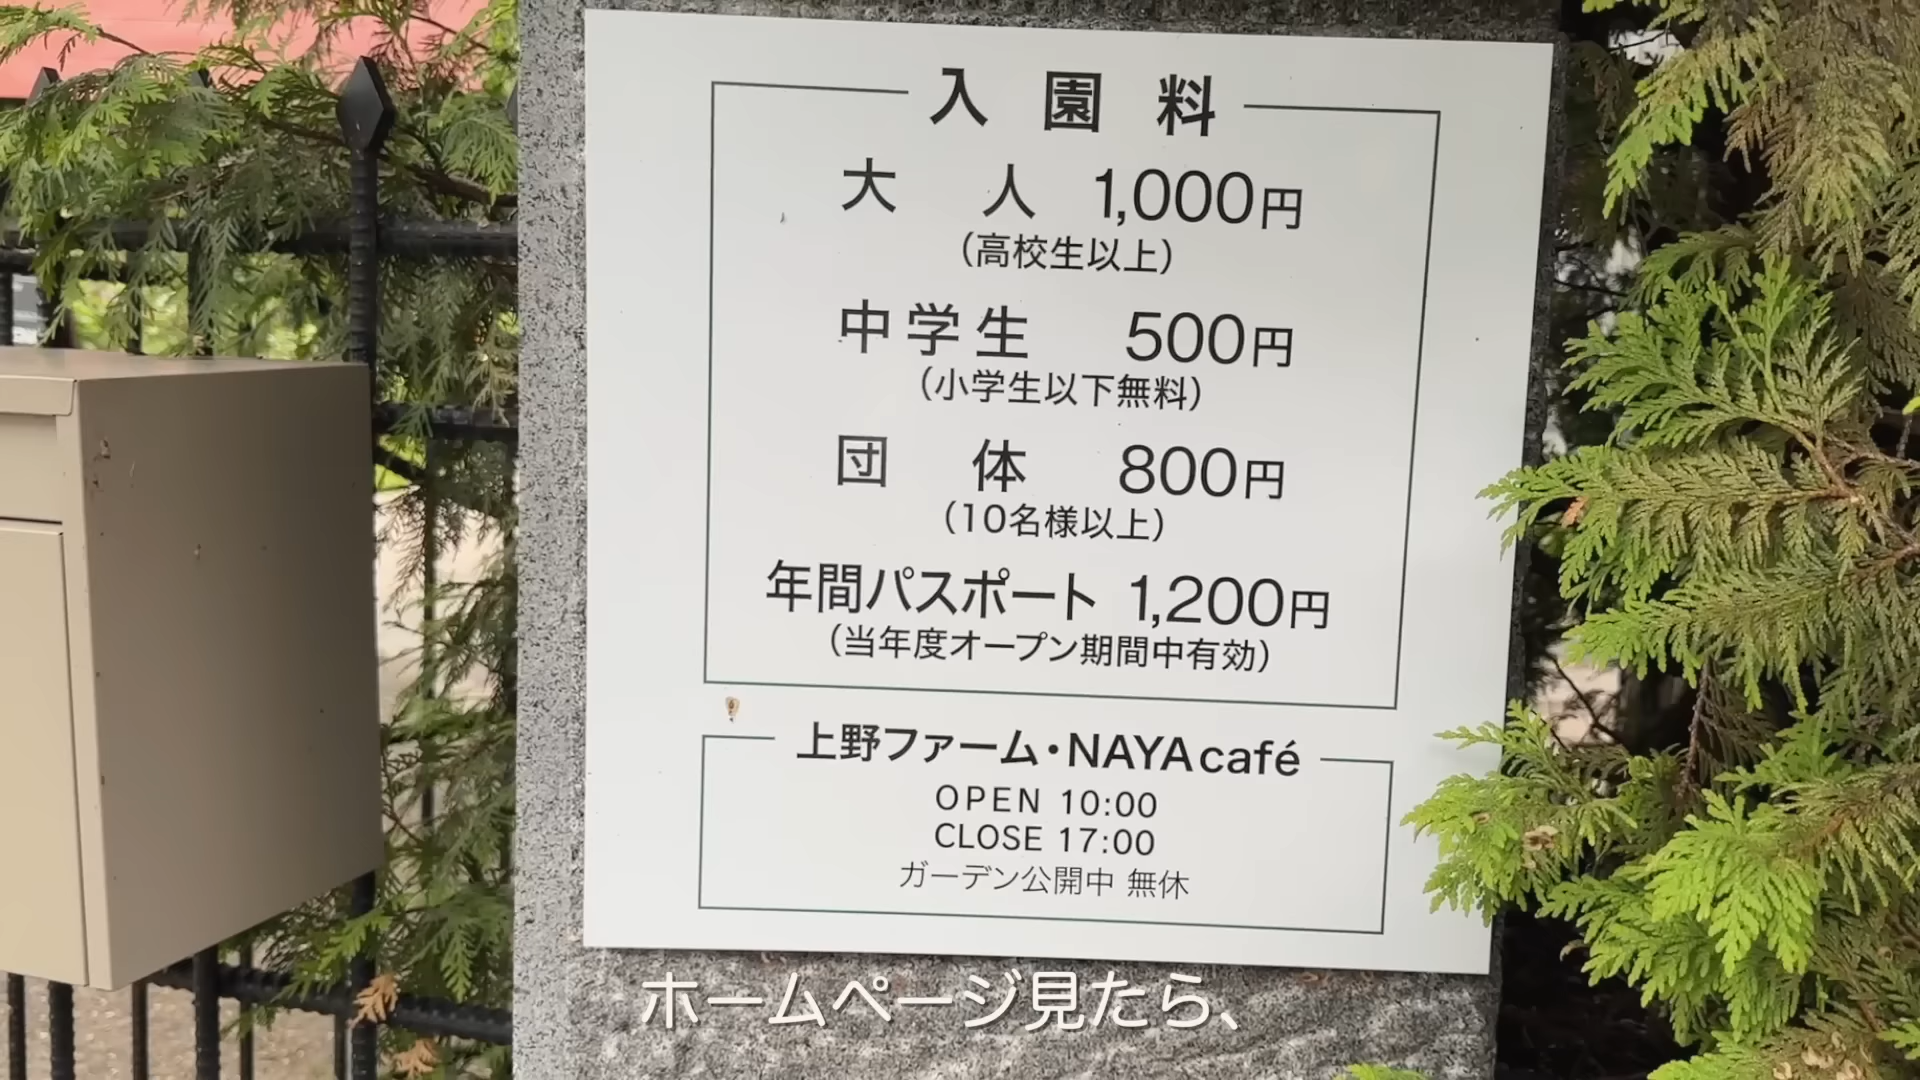 入園料
大人 1,000円
（高校生以上）
中学生 500円
（小学生以下無料）
団体 800円
（10名様以上）
年間パスポート 1,200円
（当年度オープン期間中有効）
上野ファーム・NAYA café
OPEN 10:00
CLOSE 17:00
ガーデン公開中 無休
ホームページ見たら、